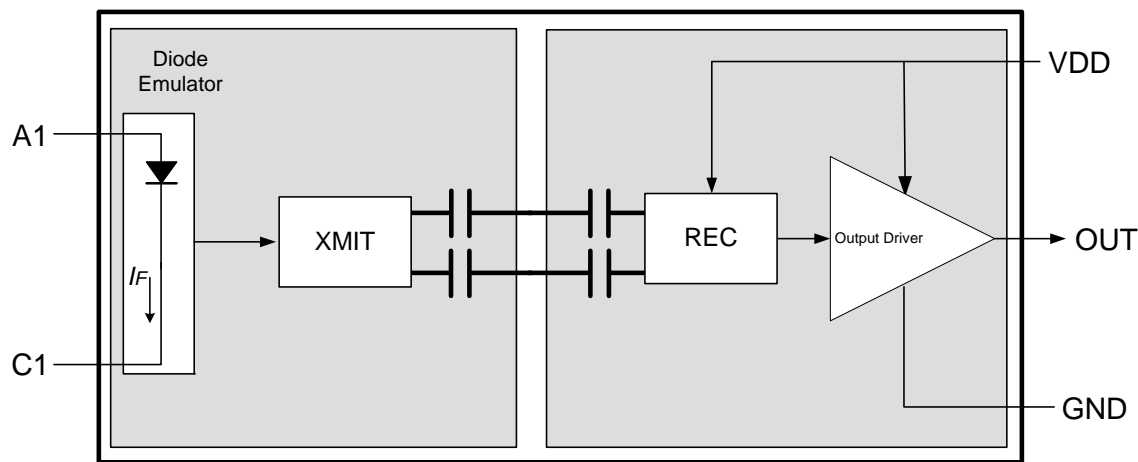 Diode
Emulator
VDD
A1
XMIT
REC
Output Driver
OUT
IF
C1
GND